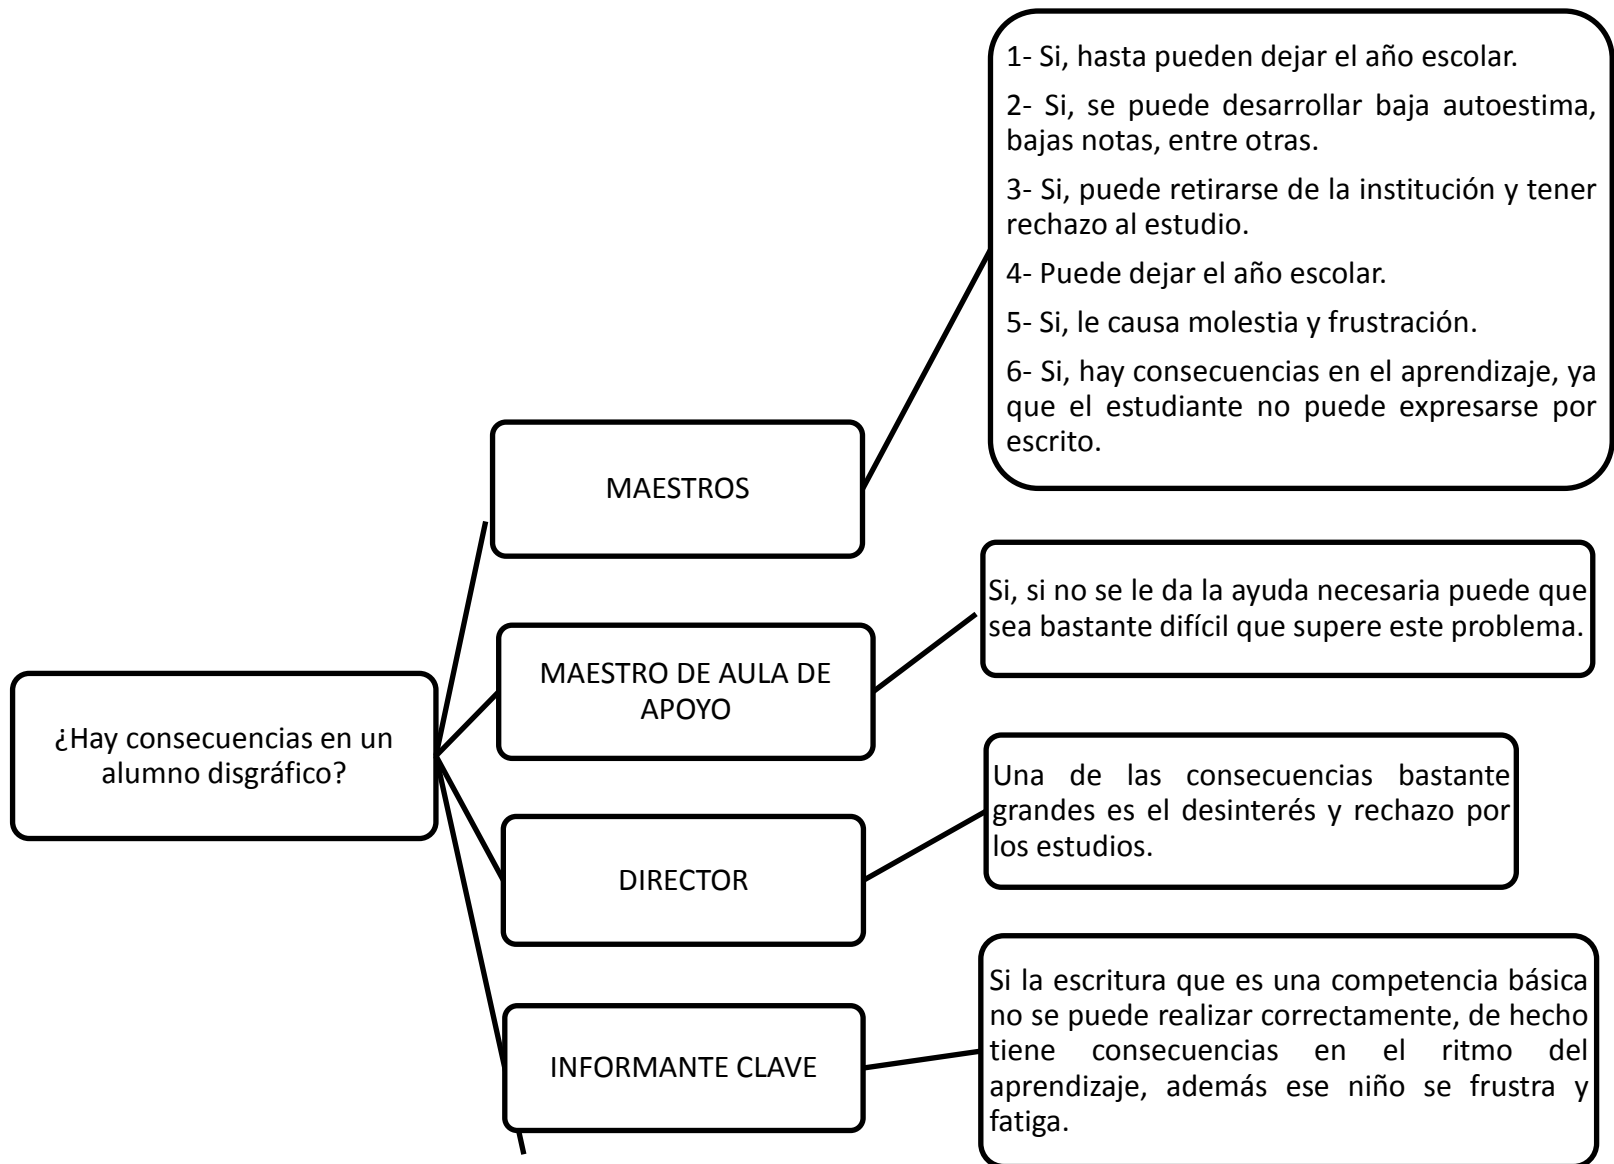 1- Si, hasta pueden dejar el año escolar.
2- Si, se puede desarrollar baja autoestima,
bajas notas, entre otras.
3- Si, puede retirarse de la institución y tener
rechazo al estudio.
4- Puede dejar el año escolar.
5- Si, le causa molestia y frustración.
6- Si, hay consecuencias en el aprendizaje, ya
que el estudiante no puede expresarse por
escrito.
MAESTROS
Si, si no se le da la ayuda necesaria puede que
sea bastante difícil que supere este problema.
MAESTRO DE AULA DE
APOYO
¿Hay consecuencias en un
alumno disgráfico?
Una de las consecuencias bastante
grandes es el desinterés y rechazo por
los estudios.
DIRECTOR
Si la escritura que es una competencia básica
no se puede realizar correctamente, de hecho
tiene consecuencias en el ritmo del
aprendizaje, además ese niño se frustra y
fatiga.
INFORMANTE CLAVE